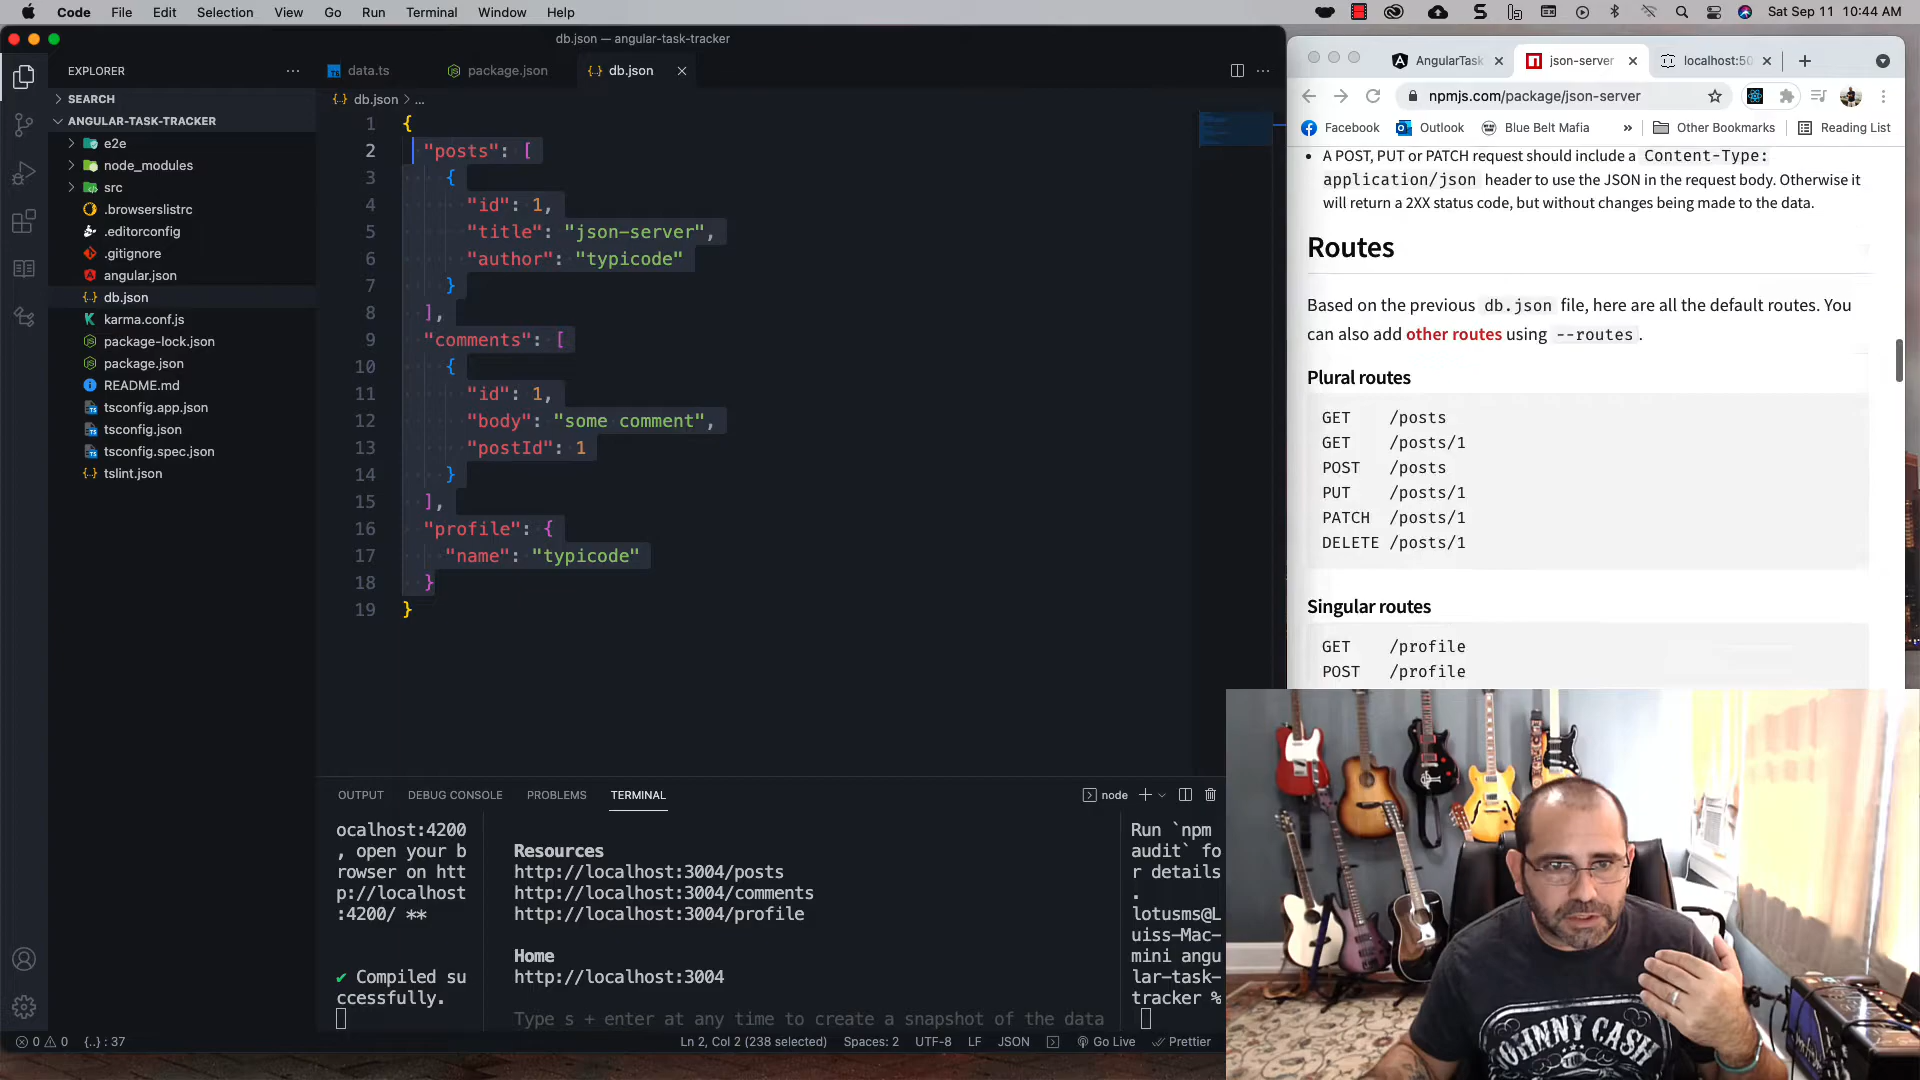 Code File Edit Selection View Go Run Terminal Window Help
Sat Sep 11 10:44 AM
db.json — angular-task-tracker
EXPLORER
SEARCH
ANGULAR-TASK-TRACKER
e2e
node_modules
src
.browserslistrc
.editorconfig
.gitignore
angular.json
db.json
karma.conf.js
package-lock.json
package.json
README.md
tsconfig.app.json
tsconfig.json
tsconfig.spec.json
tslint.json
data.ts package.json db.json
db.json > ...
1 {
2 "posts": [
3 {
4 "id": 1,
5 "title": "json-server",
6 "author": "typicode"
7 }
8 ],
9 "comments": [
10 {
11 "id": 1,
12 "body": "some comment",
13 "postId": 1
14 }
15 ],
16 "profile": {
17 "name": "typicode"
18 }
19 }
OUTPUT DEBUG CONSOLE PROBLEMS TERMINAL
node
ocalhost:4200
, open your b
rowser on htt
p://localhost
:4200/ **
✔ Compiled su
ccessfully.
Resources
http://localhost:3004/posts
http://localhost:3004/comments
http://localhost:3004/profile
Home
http://localhost:3004
Type s + enter at any time to create a snapshot of the data
Run `npm
audit` fo
r details
.
lotusms@L
uiss-Mac-
mini angu
lar-task-
tracker %
0 0 {..} : 37
Ln 2, Col 2 (238 selected) Spaces: 2 UTF-8 LF JSON Go Live Prettier
AngularTask json-server localhost:50
npmjs.com/package/json-server
Facebook Outlook Blue Belt Mafia » Other Bookmarks Reading List
• A POST, PUT or PATCH request should include a Content-Type:
application/json header to use the JSON in the request body. Otherwise it
will return a 2XX status code, but without changes being made to the data.
Routes
Based on the previous db.json file, here are all the default routes. You
can also add other routes using --routes.
Plural routes
GET /posts
GET /posts/1
POST /posts
PUT /posts/1
PATCH /posts/1
DELETE /posts/1
Singular routes
GET /profile
POST /profile
JOHNNY CASH